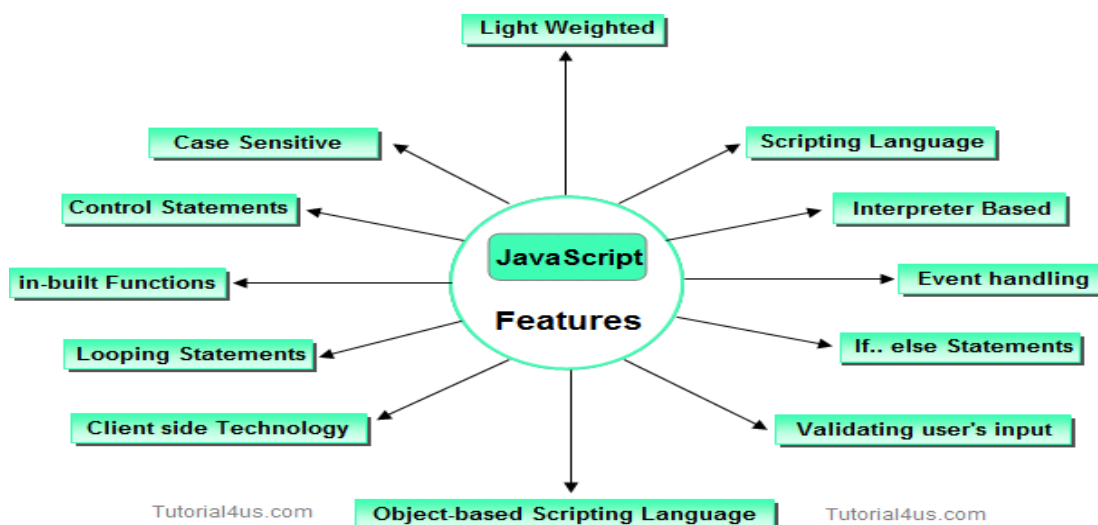 Light Weighted
Case Sensitive
Scripting Language
Control Statements
Interpreter Based
JavaScript
Features
in-built Functions
Event handling
Looping Statements
If.. else Statements
Client side Technology
Validating user's input
Object-based Scripting Language
Tutorial4us.com
Tutorial4us.com